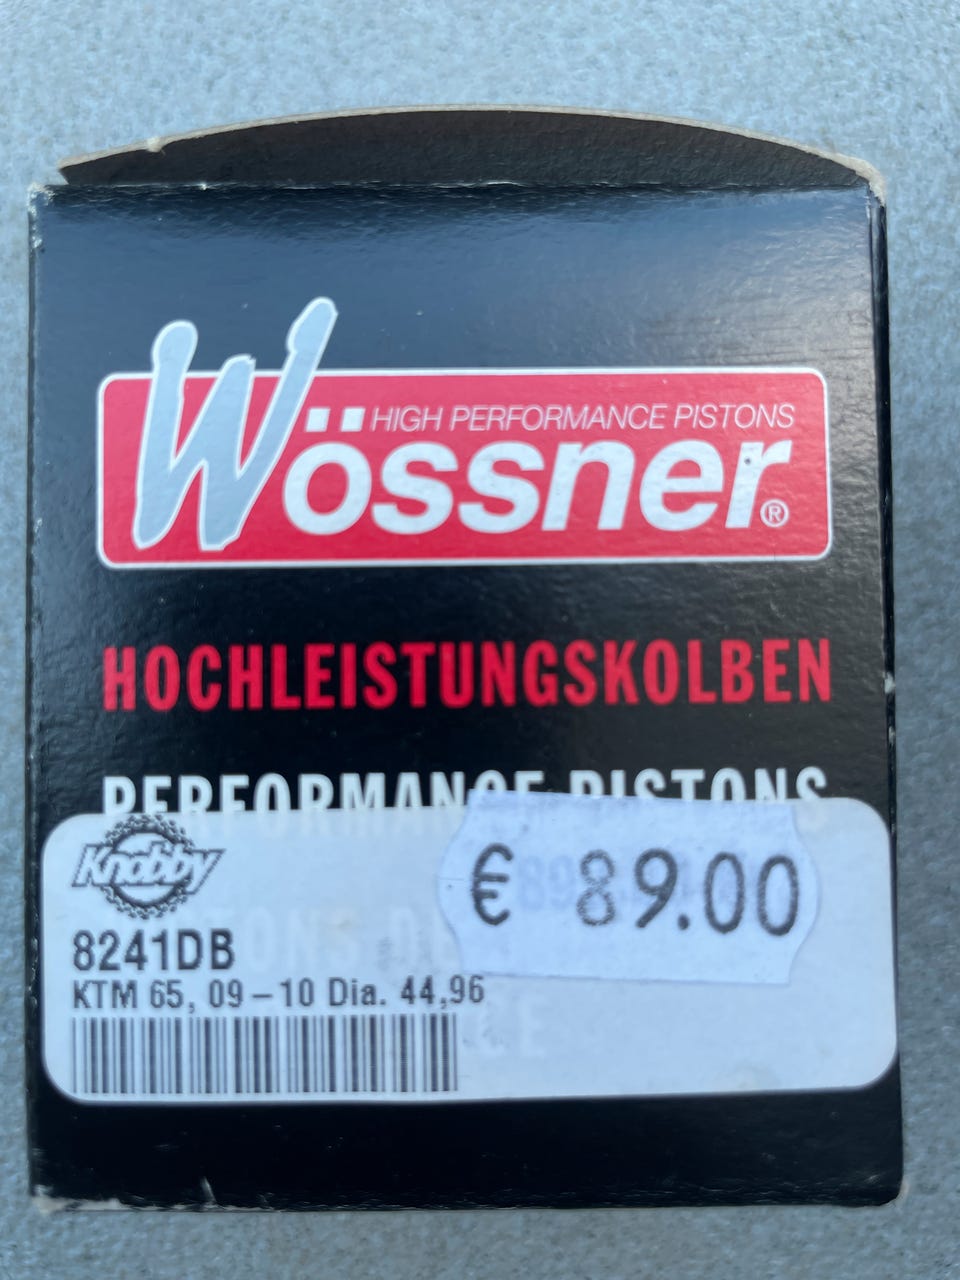 HIGH PERFORMANCE PISTONS
Wössner®
HOCHLEISTUNGSKOLBEN
PERFORMANCE PISTONS
Knobby
€ 89.00
8241DB
KTM 65, 09-10 Dia. 44,96